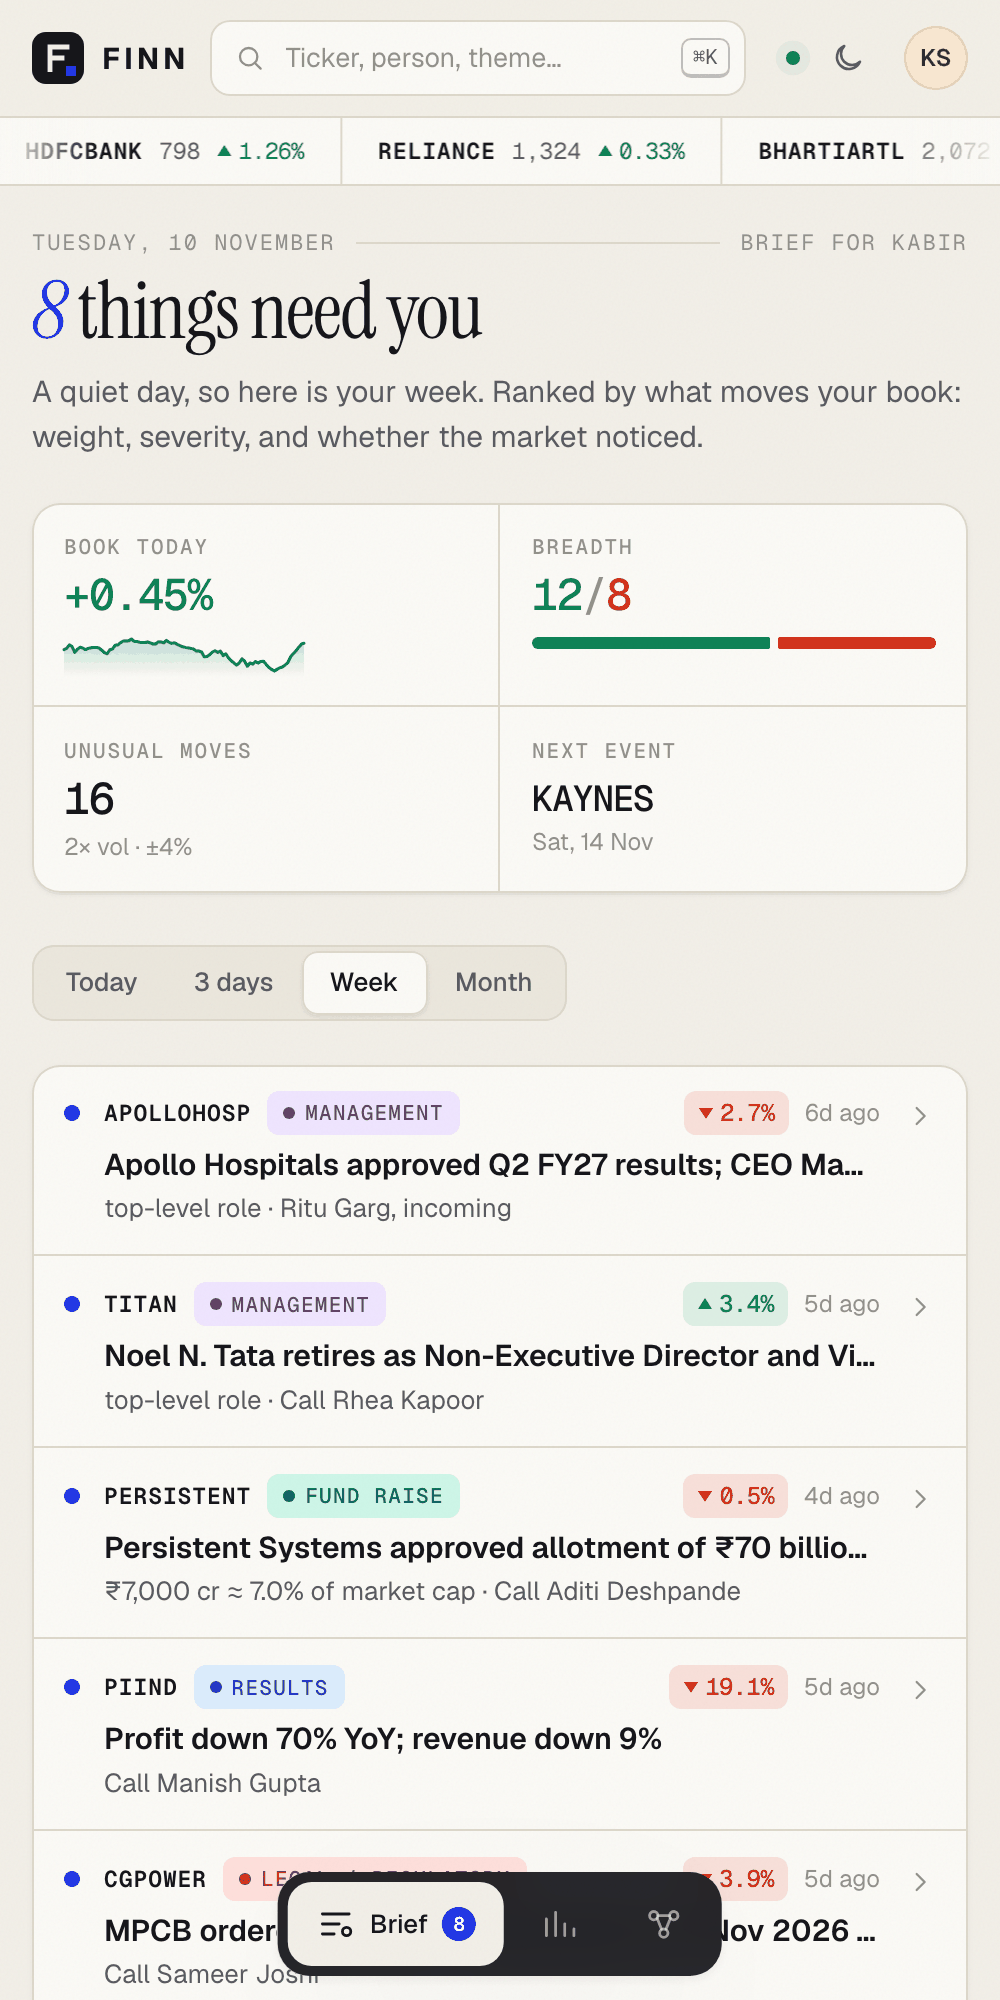 FINN
Ticker, person, theme...
⌘K
KS
HDFCBANK 798 ▲1.26%
RELIANCE 1,324 ▲0.33%
BHARTIARTL 2,072
TUESDAY, 10 NOVEMBER
BRIEF FOR KABIR
8 things need you
A quiet day, so here is your week. Ranked by what moves your book:
weight, severity, and whether the market noticed.
BOOK TODAY
+0.45%
BREADTH
12/8
UNUSUAL MOVES
16
2× vol · ±4%
NEXT EVENT
KAYNES
Sat, 14 Nov
Today 3 days Week Month
APOLLOHOSP MANAGEMENT ▼2.7% 6d ago
Apollo Hospitals approved Q2 FY27 results; CEO Ma...
top-level role · Ritu Garg, incoming
TITAN MANAGEMENT ▲3.4% 5d ago
Noel N. Tata retires as Non-Executive Director and Vi...
top-level role · Call Rhea Kapoor
PERSISTENT FUND RAISE ▼0.5% 4d ago
Persistent Systems approved allotment of ₹70 billio...
₹7,000 cr ≈ 7.0% of market cap · Call Aditi Deshpande
PIIND RESULTS ▼19.1% 5d ago
Profit down 70% YoY; revenue down 9%
Call Manish Gupta
CGPOWER ▼3.9% 5d ago
MPCB order Nov 2026 ...
Call Sameer Joshi
Brief 8